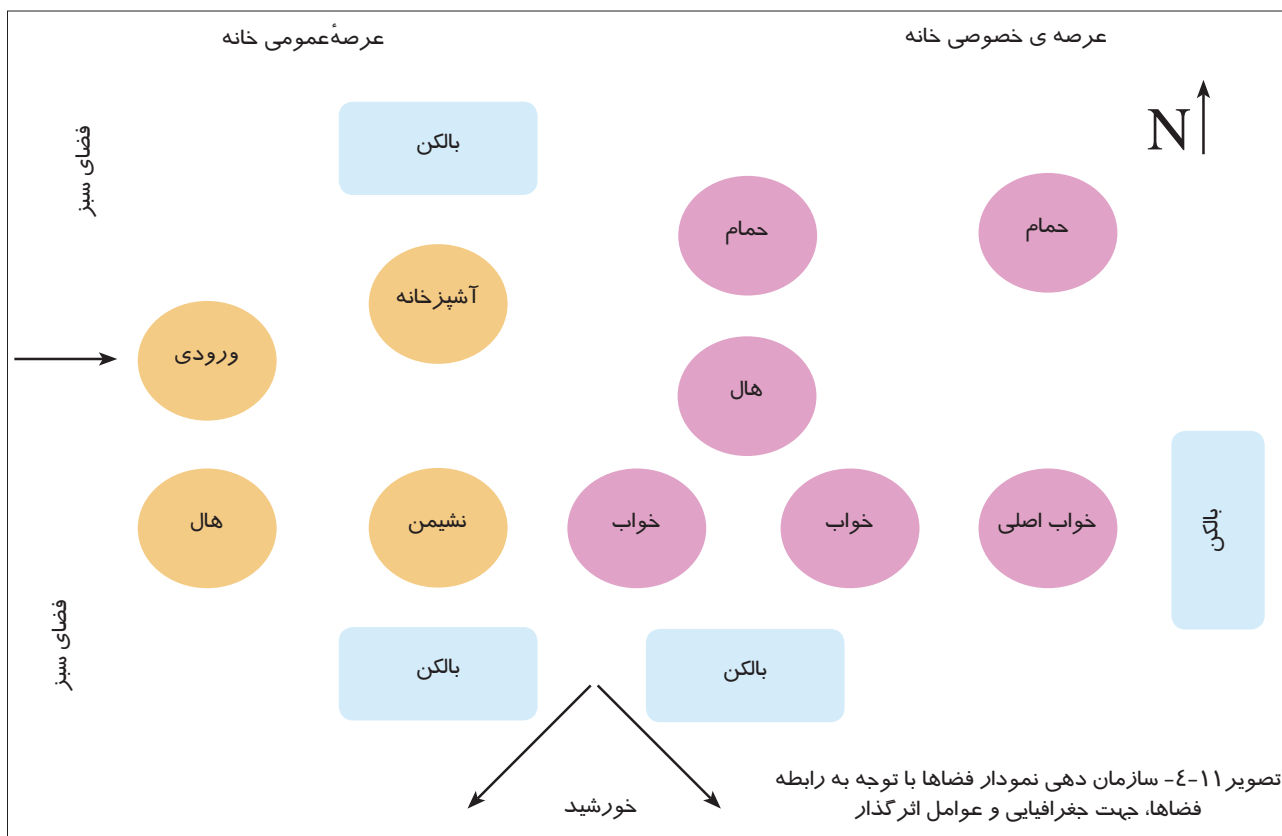 عرصه ی خصوصی خانه
عرصهٔ عمومی خانه
N
فضای سبز
بالکن
حمام
حمام
آشپزخانه
ورودی
هال
هال
نشیمن
خواب
خواب
خواب اصلی
بالکن
فضای سبز
بالکن
بالکن
خورشید
تصویر ۱۱-٤- سازمان دهی نمودار فضاها با توجه به رابطه
فضاها، جهت جغرافیایی و عوامل اثرگذار